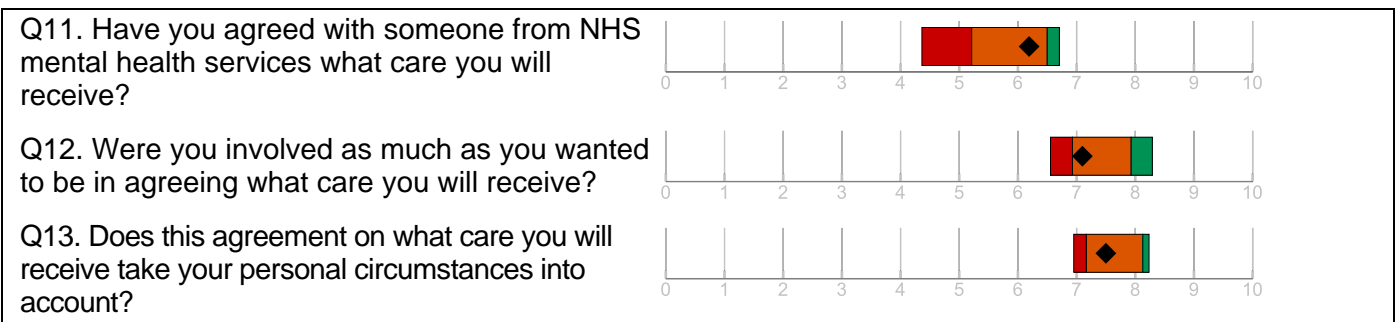 Q11. Have you agreed with someone from NHS
mental health services what care you will
receive?
0 1 2 3 4 5 6 7 8 9 10
Q12. Were you involved as much as you wanted
to be in agreeing what care you will receive?
0 1 2 3 4 5 6 7 8 9 10
Q13. Does this agreement on what care you will
receive take your personal circumstances into
account?
0 1 2 3 4 5 6 7 8 9 10